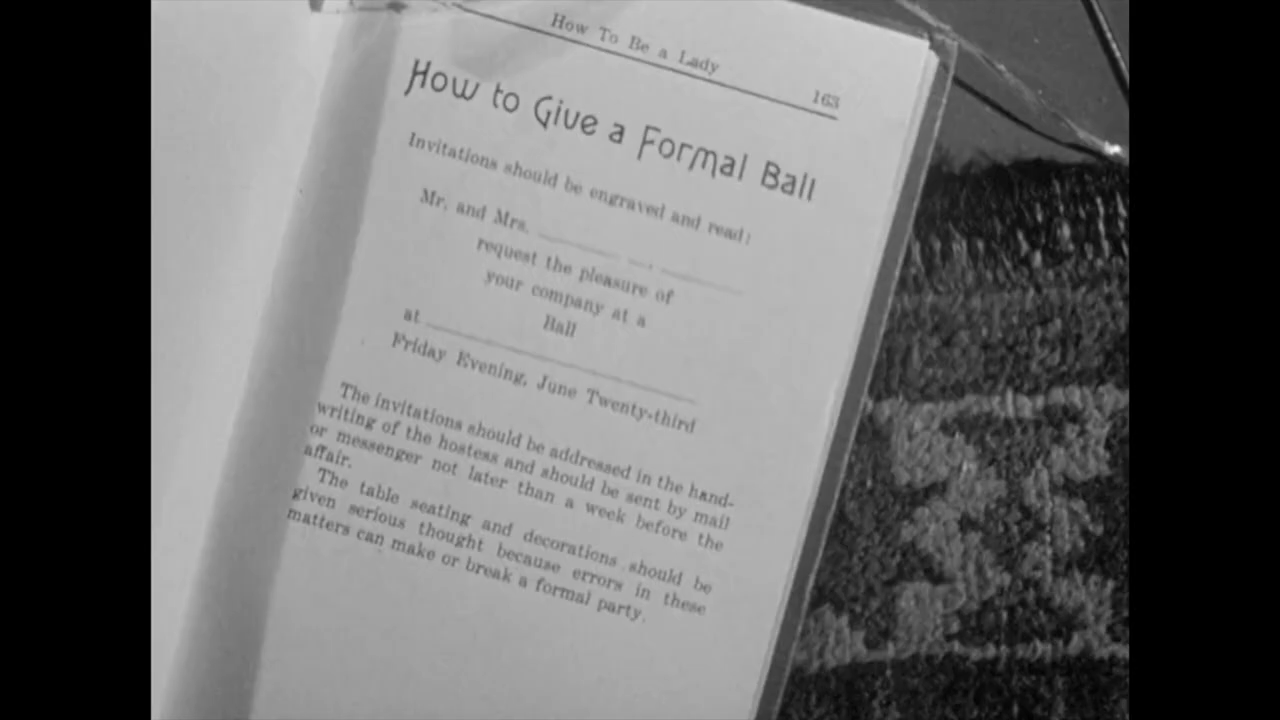 How To Be a Lady 163
How to Give a Formal Ball
Invitations should be engraved and read:
Mr. and Mrs.
request the pleasure of
your company at a
Ball
at
Friday Evening, June Twenty-third
The invitations should be addressed in the hand-
writing of the hostess and should be sent by mail
or messenger not later than a week before the
affair.
The table seating and decorations should be
given serious thought because errors in these
matters can make or break a formal party.